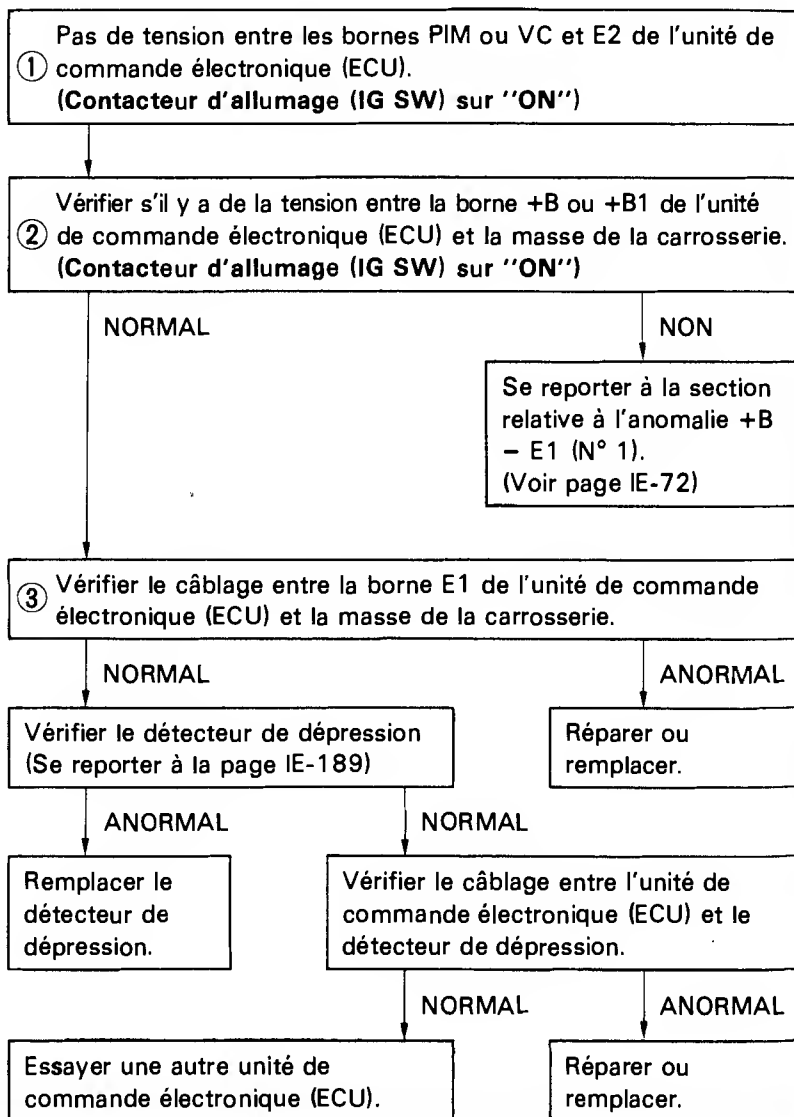 Pas de tension entre les bornes PIM ou VC et E2 de l'unité de
① commande électronique (ECU).
(Contacteur d'allumage (IG SW) sur ''ON'')
Vérifier s'il y a de la tension entre la borne +B ou +B1 de l'unité
② de commande électronique (ECU) et la masse de la carrosserie.
(Contacteur d'allumage (IG SW) sur ''ON'')
NORMAL
NON
Se reporter à la section
relative à l'anomalie +B
– E1 (N° 1).
(Voir page IE-72)
③ Vérifier le câblage entre la borne E1 de l'unité de commande
électronique (ECU) et la masse de la carrosserie.
NORMAL
ANORMAL
Vérifier le détecteur de dépression
(Se reporter à la page IE-189)
Réparer ou
remplacer.
ANORMAL
NORMAL
Remplacer le
détecteur de
dépression.
Vérifier le câblage entre l'unité de
commande électronique (ECU) et le
détecteur de dépression.
NORMAL
ANORMAL
Essayer une autre unité de
commande électronique (ECU).
Réparer ou
remplacer.